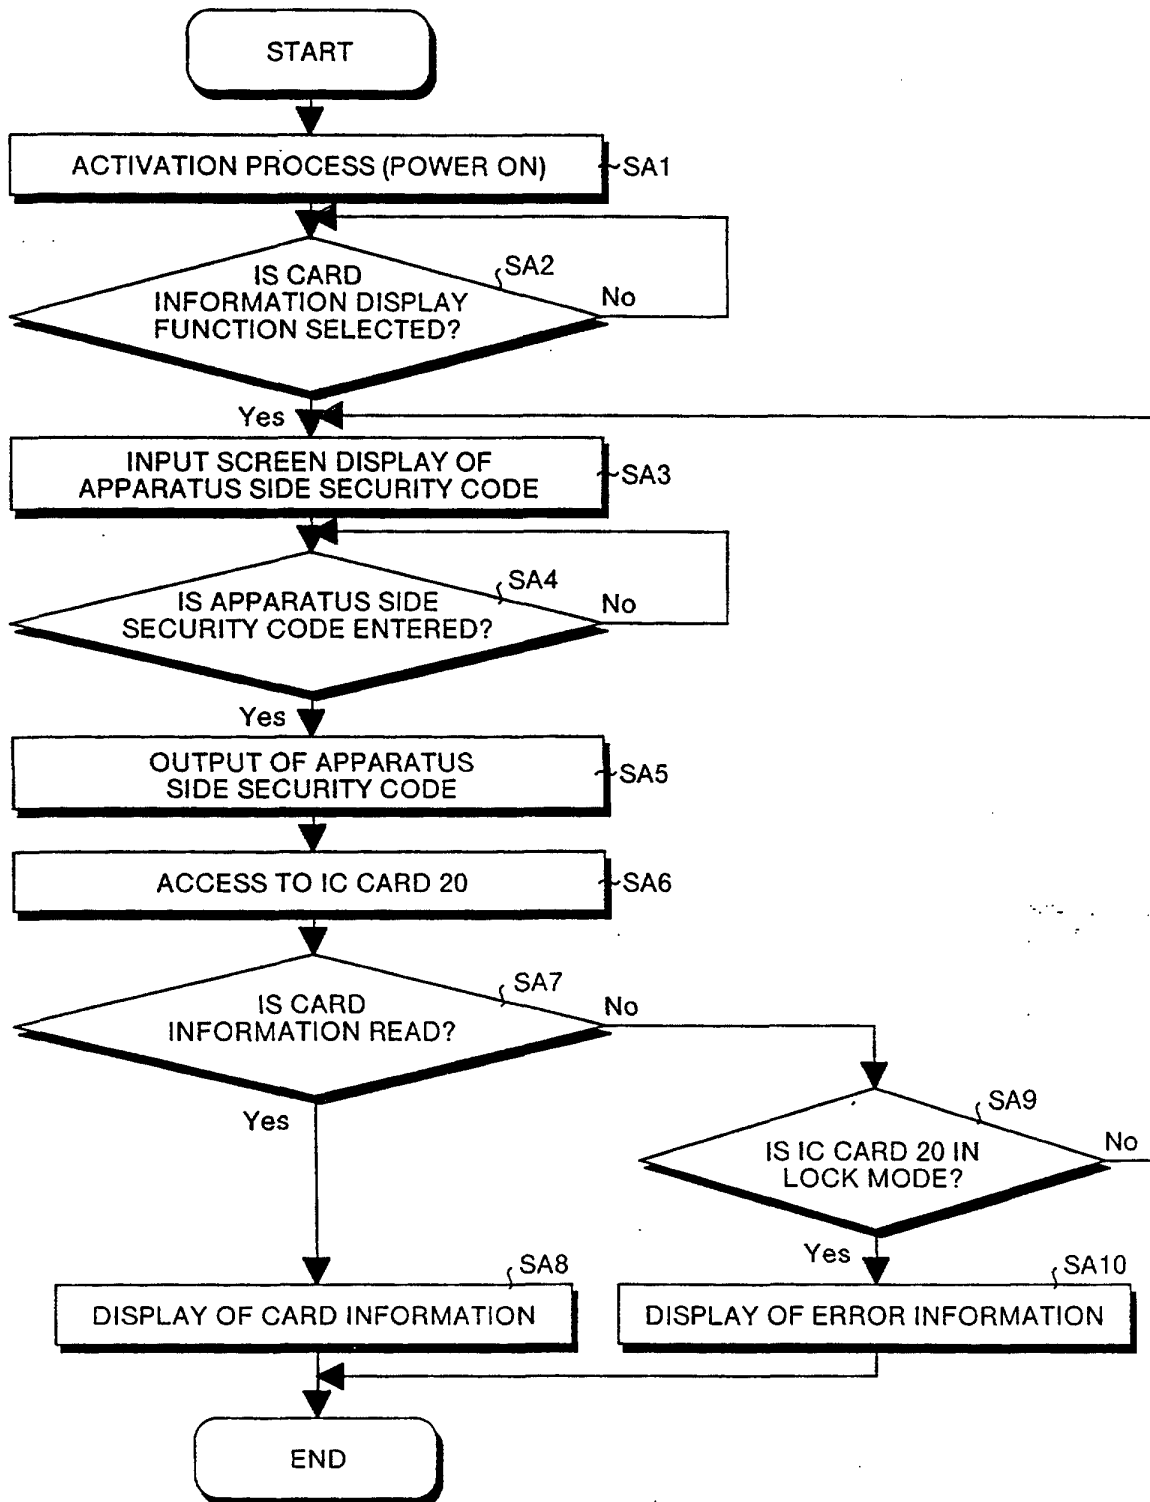 START
ACTIVATION PROCESS (POWER ON)
SA1
IS CARD
INFORMATION DISPLAY
FUNCTION SELECTED?
SA2
No
Yes
INPUT SCREEN DISPLAY OF
APPARATUS SIDE SECURITY CODE
SA3
IS APPARATUS SIDE
SECURITY CODE ENTERED?
SA4
No
Yes
OUTPUT OF APPARATUS
SIDE SECURITY CODE
SA5
ACCESS TO IC CARD 20
SA6
IS CARD
INFORMATION READ?
SA7
No
Yes
IS IC CARD 20 IN
LOCK MODE?
SA9
No
Yes
SA8
DISPLAY OF CARD INFORMATION
SA10
DISPLAY OF ERROR INFORMATION
END